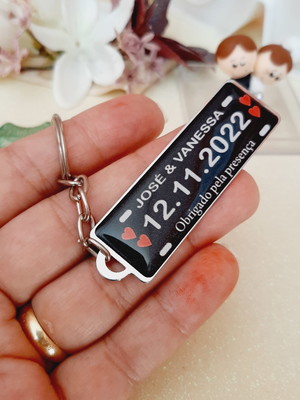 JOSÉ & VANESSA
12.11.2022
Obrigado pela presença